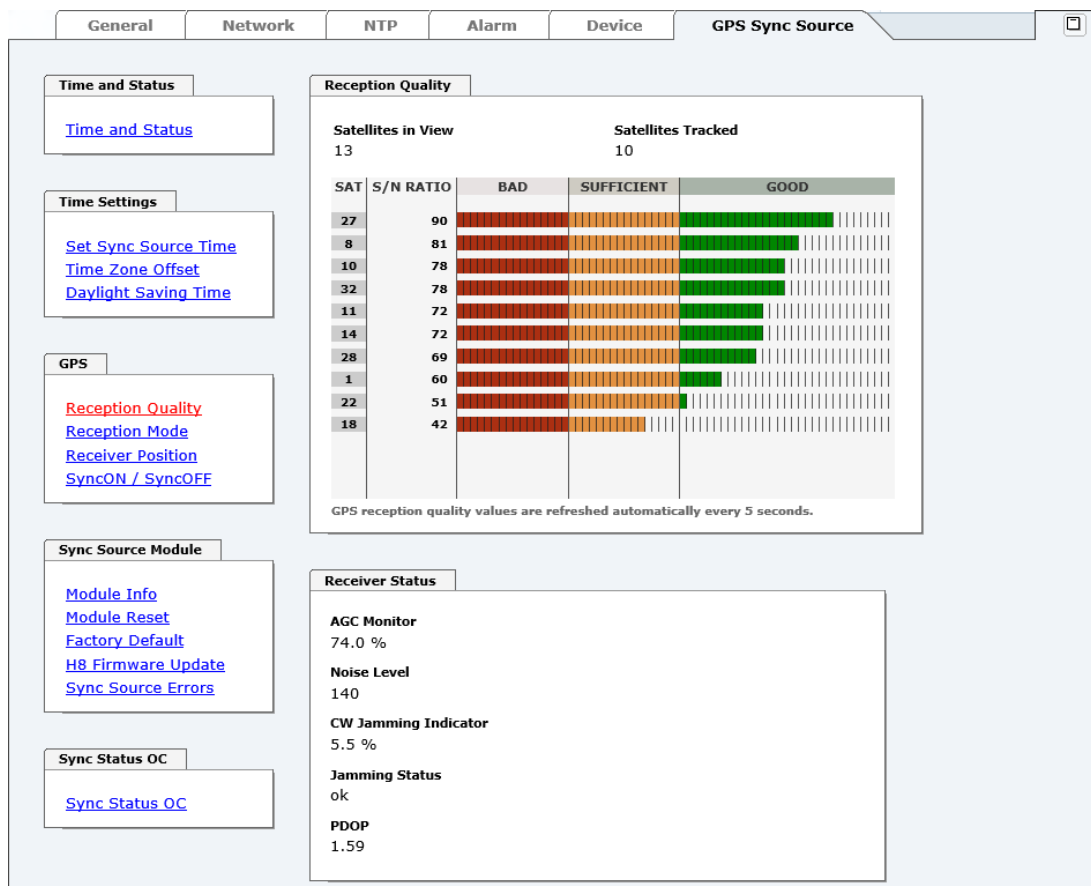 General Network NTP Alarm Device GPS Sync Source
Time and Status
Time and Status
Time Settings
Set Sync Source Time
Time Zone Offset
Daylight Saving Time
GPS
Reception Quality
Reception Mode
Receiver Position
SyncON / SyncOFF
Sync Source Module
Module Info
Module Reset
Factory Default
H8 Firmware Update
Sync Source Errors
Sync Status OC
Sync Status OC
Reception Quality
Satellites in View Satellites Tracked
13 10
SAT S/N RATIO BAD SUFFICIENT GOOD
27 90
8 81
10 78
32 78
11 72
14 72
28 69
1 60
22 51
18 42
GPS reception quality values are refreshed automatically every 5 seconds.
Receiver Status
AGC Monitor
74.0 %
Noise Level
140
CW Jamming Indicator
5.5 %
Jamming Status
ok
PDOP
1.59